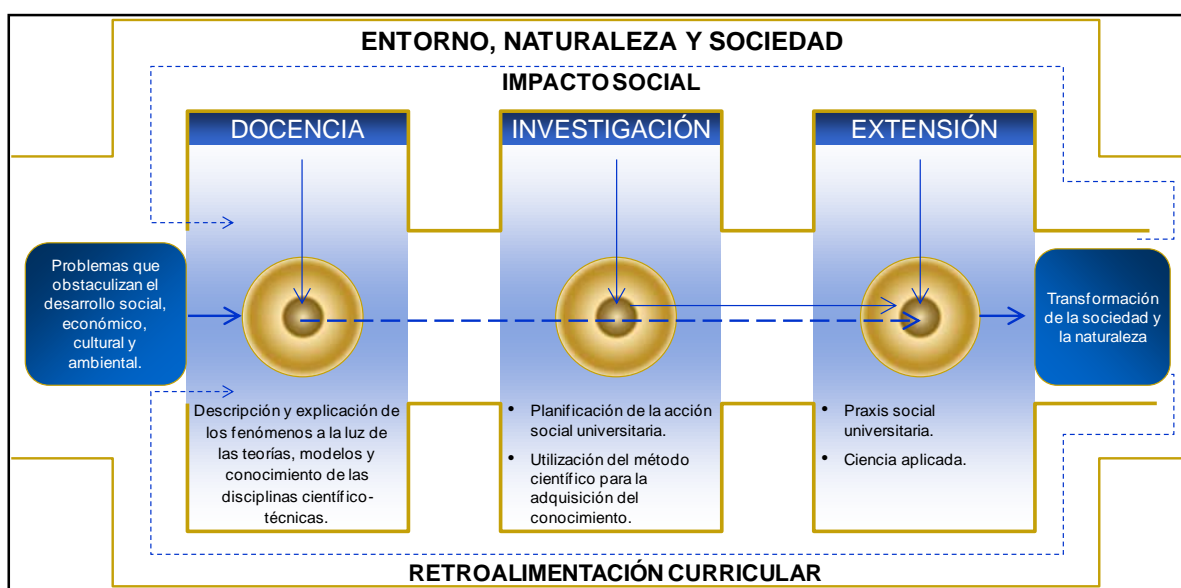 ENTORNO, NATURALEZA Y SOCIEDAD
IMPACTO SOCIAL
DOCENCIA
INVESTIGACIÓN
EXTENSIÓN
Problemas que
obstaculizan el
desarrollo social,
económico,
cultural y
ambiental.
Transformación
de la sociedad y
la naturaleza
Descripción y explicación de
los fenómenos a la luz de
las teorías, modelos y
conocimiento de las
disciplinas científico-
técnicas.
• Planificación de la acción
social universitaria.
• Utilización del método
científico para la
adquisición del
conocimiento.
• Praxis social
universitaria.
• Ciencia aplicada.
RETROALIMENTACIÓN CURRICULAR